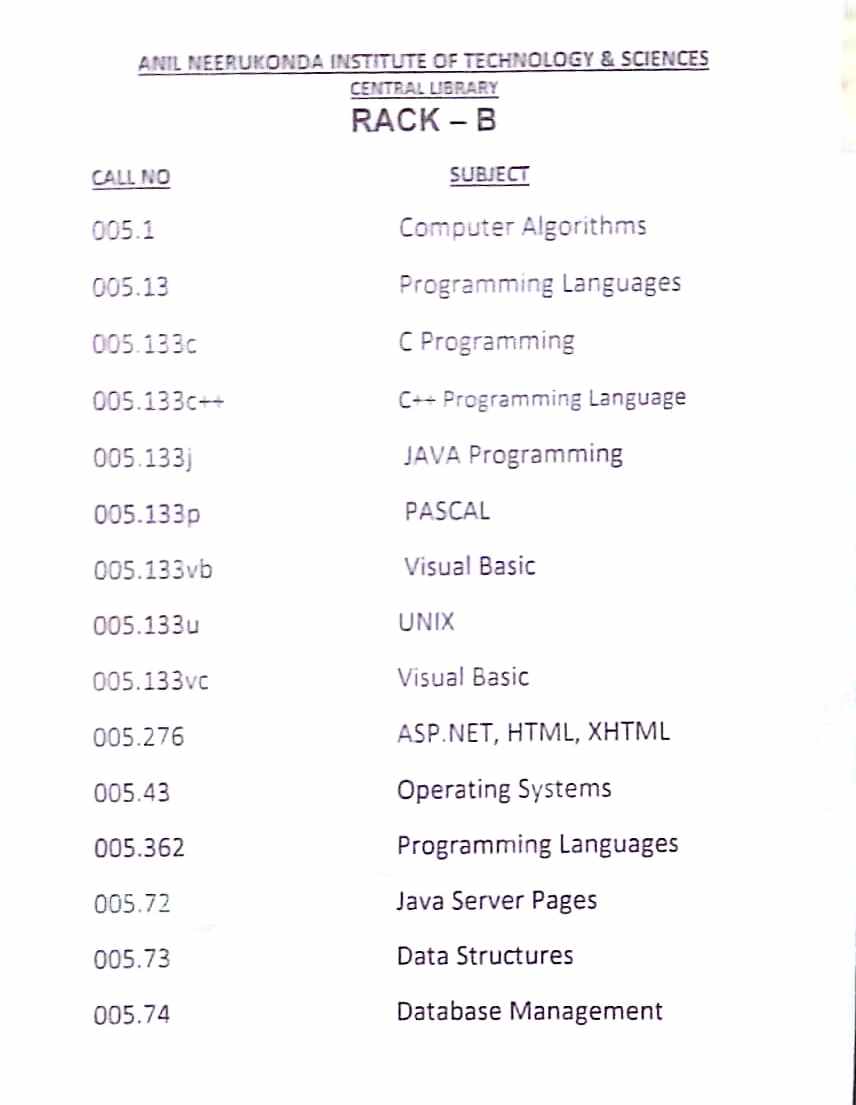 ANIL NEERUKONDA INSTITUTE OF TECHNOLOGY & SCIENCES
CENTRAL LIBRARY
RACK – B
CALL NO SUBJECT
005.1 Computer Algorithms
005.13 Programming Languages
005.133c C Programming
005.133c++ C++ Programming Language
005.133j JAVA Programming
005.133p PASCAL
005.133vb Visual Basic
005.133u UNIX
005.133vc Visual Basic
005.276 ASP.NET, HTML, XHTML
005.43 Operating Systems
005.362 Programming Languages
005.72 Java Server Pages
005.73 Data Structures
005.74 Database Management